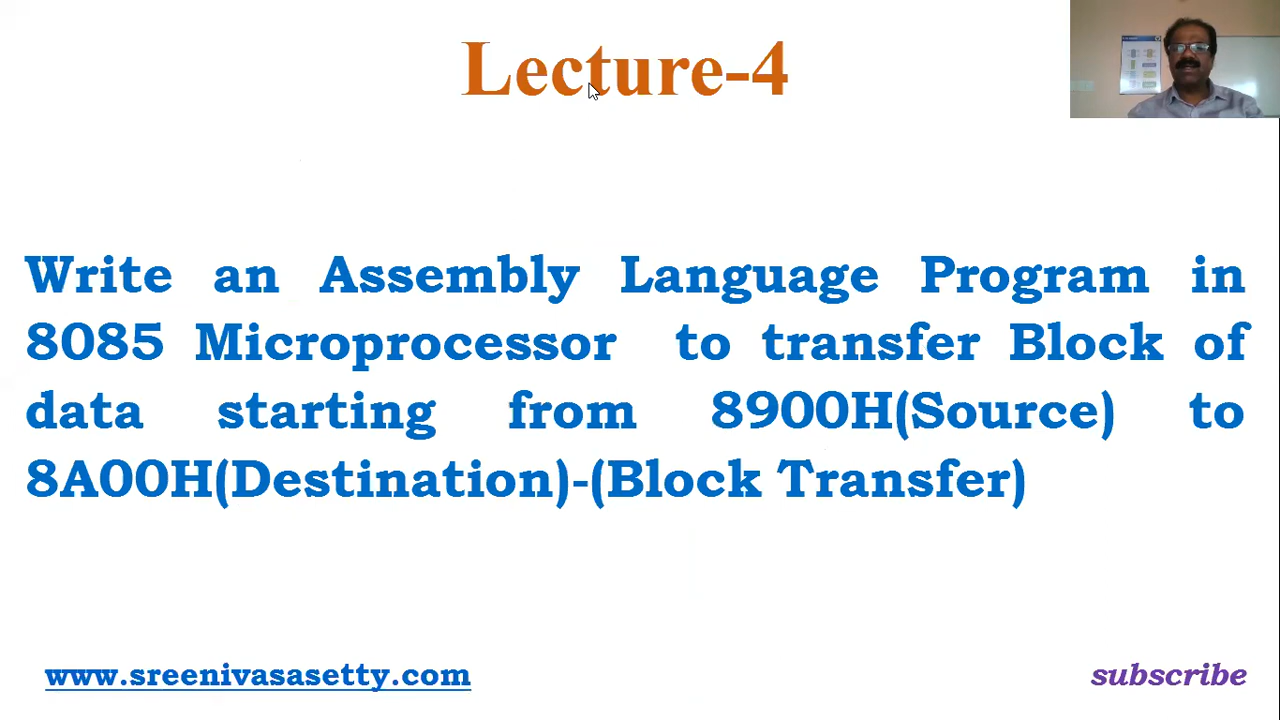 Lecture-4
Write an Assembly Language Program in
8085 Microprocessor to transfer Block of
data starting from 8900H(Source) to
8A00H(Destination)-(Block Transfer)
www.sreenivasasetty.com
subscribe